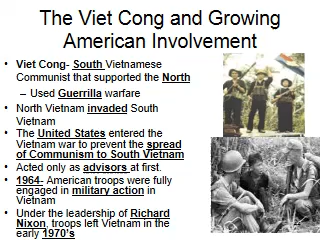 The Viet Cong and Growing
American Involvement
• Viet Cong- South Vietnamese
Communist that supported the North
– Used Guerrilla warfare
• North Vietnam invaded South
Vietnam
• The United States entered the
Vietnam war to prevent the spread
of Communism to South Vietnam
• Acted only as advisors at first.
• 1964- American troops were fully
engaged in military action in
Vietnam
• Under the leadership of Richard
Nixon, troops left Vietnam in the
early 1970's